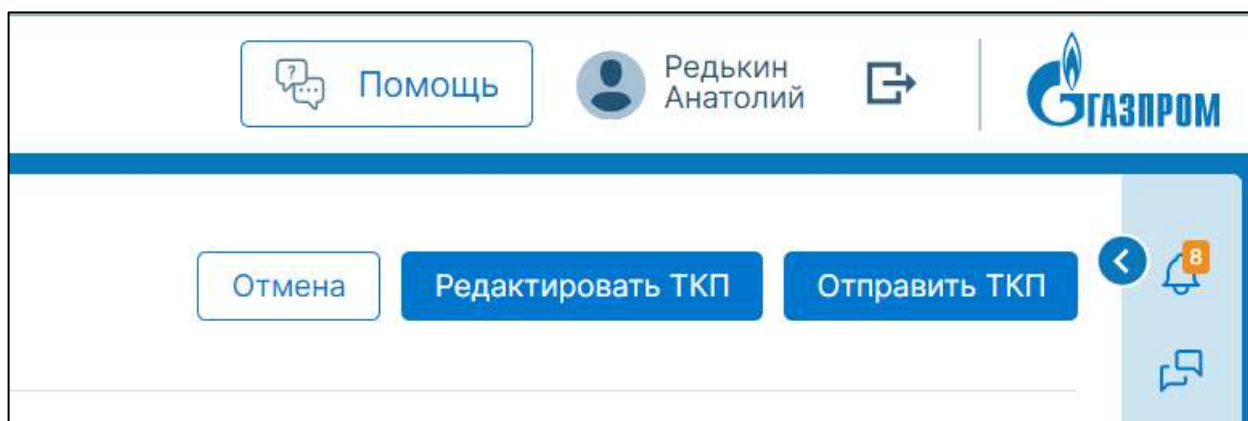 Помощь
Редькин
Анатолий
ГАЗПРОМ
Отмена
Редактировать ТКП
Отправить ТКП
8